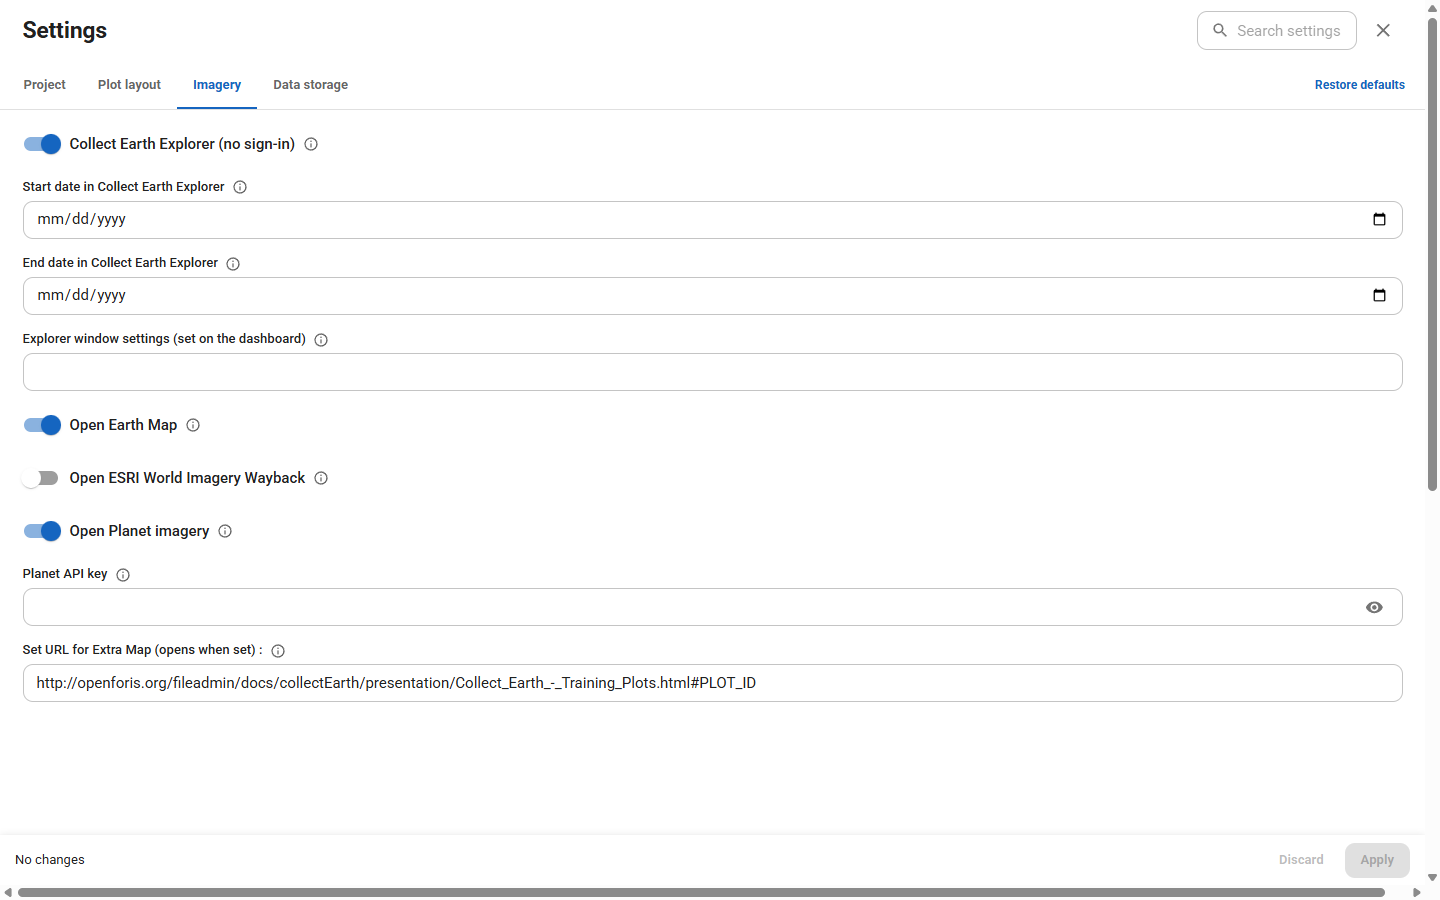 Settings
Search settings
Project
Plot layout
Imagery
Data storage
Restore defaults
Collect Earth Explorer (no sign-in)
Start date in Collect Earth Explorer
mm/dd/yyyy
End date in Collect Earth Explorer
mm/dd/yyyy
Explorer window settings (set on the dashboard)
Open Earth Map
Open ESRI World Imagery Wayback
Open Planet imagery
Planet API key
Set URL for Extra Map (opens when set) :
http://openforis.org/fileadmin/docs/collectEarth/presentation/Collect_Earth_-_Training_Plots.html#PLOT_ID
No changes
Discard
Apply